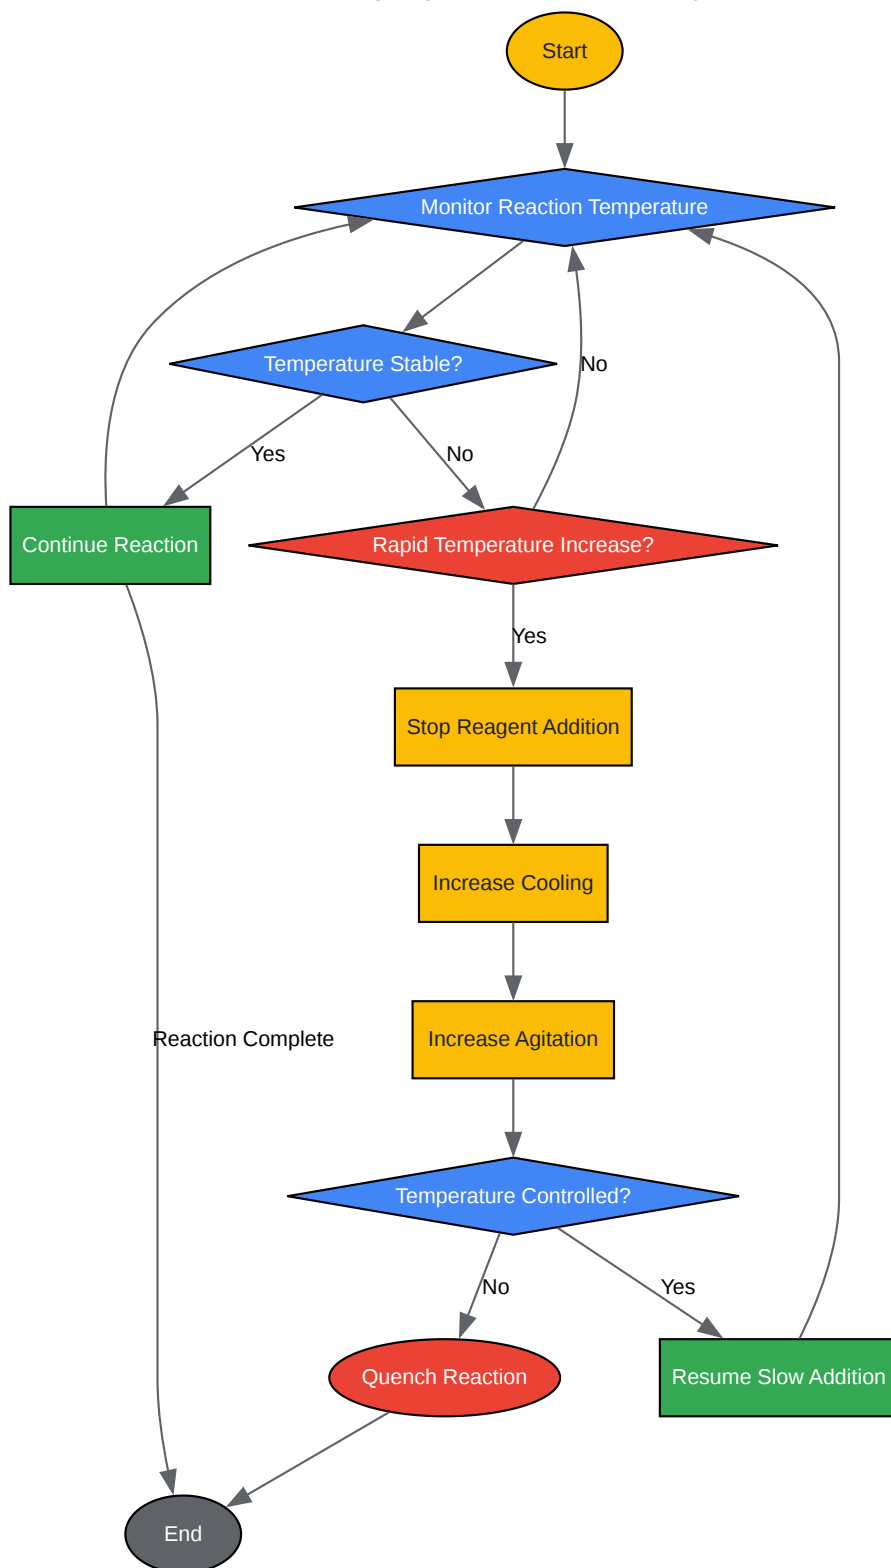 Start
Monitor Reaction Temperature
Temperature Stable?
No
Yes
No
Continue Reaction
Rapid Temperature Increase?
Yes
Stop Reagent Addition
Increase Cooling
Reaction Complete
Increase Agitation
Temperature Controlled?
No
Yes
Quench Reaction
Resume Slow Addition
End